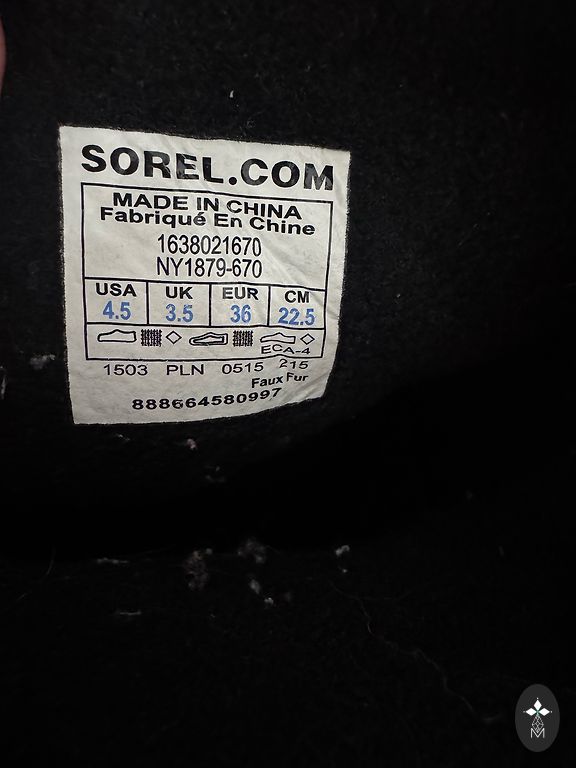 SOREL.COM
MADE IN CHINA
Fabriqué En Chine
1638021670
NY1879-670
USA UK EUR CM
4.5 3.5 36 22.5
ECA-4
1503 PLN 0515 215
Faux Fur
888664580997
M